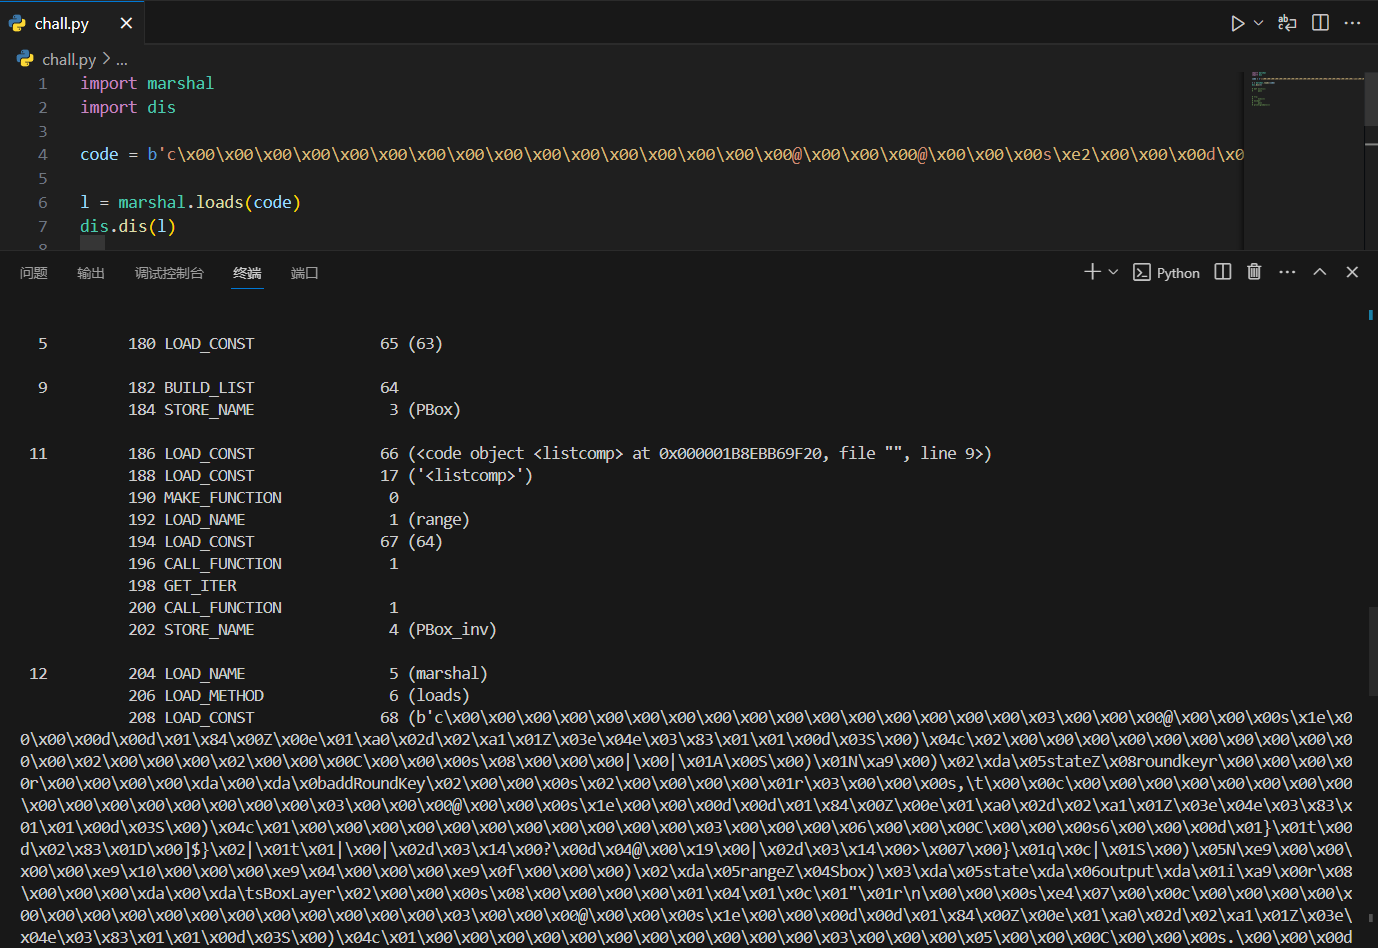 chall.py
chall.py > ...
1 import marshal
2 import dis
3
4 code = b'c\x00\x00\x00\x00\x00\x00\x00\x00\x00\x00\x00\x00\x00\x00\x00\x00@\x00\x00\x00@\x00\x00\x00s\xe2\x00\x00\x00d\x0
5
6 l = marshal.loads(code)
7 dis.dis(l)
8
问题 输出 调试控制台 终端 端口 Python
5 180 LOAD_CONST 65 (63)
9 182 BUILD_LIST 64
184 STORE_NAME 3 (PBox)
11 186 LOAD_CONST 66 (<code object <listcomp> at 0x000001B8EBB69F20, file "", line 9>)
188 LOAD_CONST 17 ('<listcomp>')
190 MAKE_FUNCTION 0
192 LOAD_NAME 1 (range)
194 LOAD_CONST 67 (64)
196 CALL_FUNCTION 1
198 GET_ITER
200 CALL_FUNCTION 1
202 STORE_NAME 4 (PBox_inv)
12 204 LOAD_NAME 5 (marshal)
206 LOAD_METHOD 6 (loads)
208 LOAD_CONST 68 (b'c\x00\x00\x00\x00\x00\x00\x00\x00\x00\x00\x00\x00\x00\x00\x00\x00\x03\x00\x00\x00@\x00\x00\x00s\x1e\x0
0\x00\x00d\x00d\x01\x84\x00Z\x00e\x01\xa0\x02d\x02\xa1\x01Z\x03e\x04e\x03\x83\x01\x01\x00d\x03S\x00)\x04c\x02\x00\x00\x00\x00\x00\x00\x00\x00\x00\x00\x0
0\x00\x02\x00\x00\x00\x02\x00\x00\x00C\x00\x00\x00s\x08\x00\x00\x00|\x00|\x01A\x00S\x00)\x01N\xa9\x00)\x02\xda\x05stateZ\x08roundkeyr\x00\x00\x00\x0
0r\x00\x00\x00\x00\xda\x00\xda\x0baddRoundKey\x02\x00\x00\x00s\x02\x00\x00\x00\x00\x01r\x03\x00\x00\x00s,\t\x00\x00c\x00\x00\x00\x00\x00\x00\x00\x00
\x00\x00\x00\x00\x00\x00\x00\x00\x03\x00\x00\x00@\x00\x00\x00s\x1e\x00\x00\x00d\x00d\x01\x84\x00Z\x00e\x01\xa0\x02d\x02\xa1\x01Z\x03e\x04e\x03\x83\x
01\x01\x00d\x03S\x00)\x04c\x01\x00\x00\x00\x00\x00\x00\x00\x00\x00\x00\x00\x03\x00\x00\x00\x06\x00\x00\x00C\x00\x00\x00s6\x00\x00\x00d\x01}\x01t\x00
d\x02\x83\x01D\x00]$}\x02|\x01t\x01|\x00|\x02d\x03\x14\x00?\x00d\x04@\x00\x19\x00|\x02d\x03\x14\x00>\x007\x00}\x01q\x0c|\x01S\x00)\x05N\xe9\x00\x00\
x00\x00\xe9\x10\x00\x00\x00\xe9\x04\x00\x00\x00\xe9\x0f\x00\x00\x00)\x02\xda\x05rangeZ\x04Sbox)\x03\xda\x05state\xda\x06output\xda\x01i\xa9\x00r\x08
\x00\x00\x00\xda\x00\xda\tsBoxLayer\x02\x00\x00\x00s\x08\x00\x00\x00\x00\x01\x04\x01\x0c\x01"\x01r\n\x00\x00\x00s\xe4\x07\x00\x00c\x00\x00\x00\x00\x
00\x00\x00\x00\x00\x00\x00\x00\x00\x00\x00\x00\x03\x00\x00\x00@\x00\x00\x00s\x1e\x00\x00\x00d\x00d\x01\x84\x00Z\x00e\x01\xa0\x02d\x02\xa1\x01Z\x03e\
x04e\x03\x83\x01\x01\x00d\x03S\x00)\x04c\x01\x00\x00\x00\x00\x00\x00\x00\x00\x00\x00\x00\x03\x00\x00\x00\x05\x00\x00\x00C\x00\x00\x00s.\x00\x00\x00d